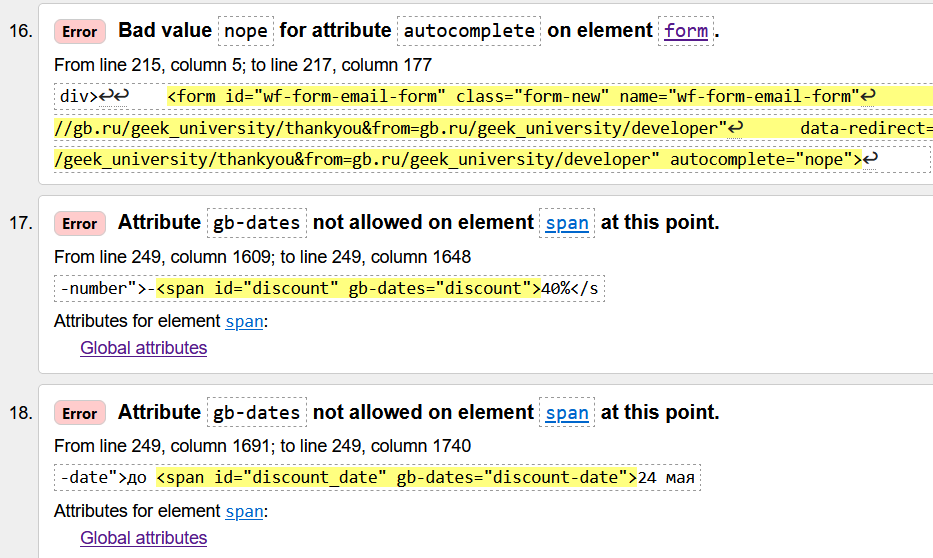 16. Error Bad value nope for attribute autocomplete on element form.
From line 215, column 5; to line 217, column 177
div>↩↩ <form id="wf-form-email-form" class="form-new" name="wf-form-email-form"↩
//gb.ru/geek_university/thankyou&from=gb.ru/geek_university/developer"↩ data-redirect=
/geek_university/thankyou&from=gb.ru/geek_university/developer" autocomplete="nope">↩
17. Error Attribute gb-dates not allowed on element span at this point.
From line 249, column 1609; to line 249, column 1648
-number">-<span id="discount" gb-dates="discount">40%</s
Attributes for element span:
Global attributes
18. Error Attribute gb-dates not allowed on element span at this point.
From line 249, column 1691; to line 249, column 1740
-date">до <span id="discount_date" gb-dates="discount-date">24 мая
Attributes for element span:
Global attributes